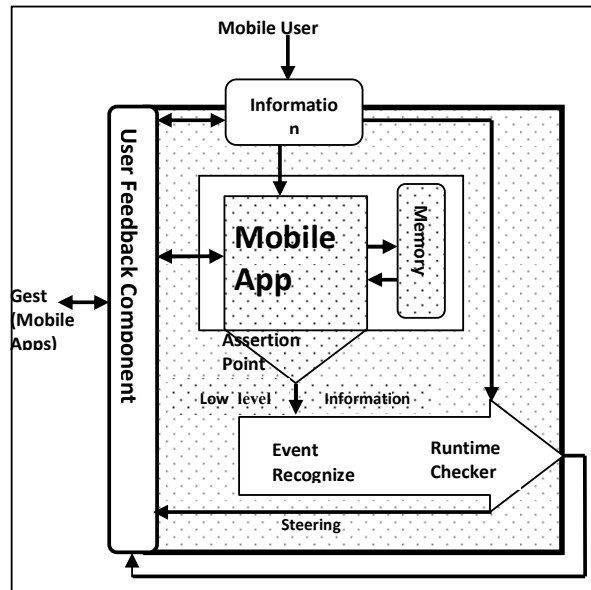 Mobile User
Informatio
n
User Feedback Component
Mobile
App
Memory
Gest
(Mobile
Apps)
Assertion
Point
Low level Information
Event
Recognize
Runtime
Checker
Steering